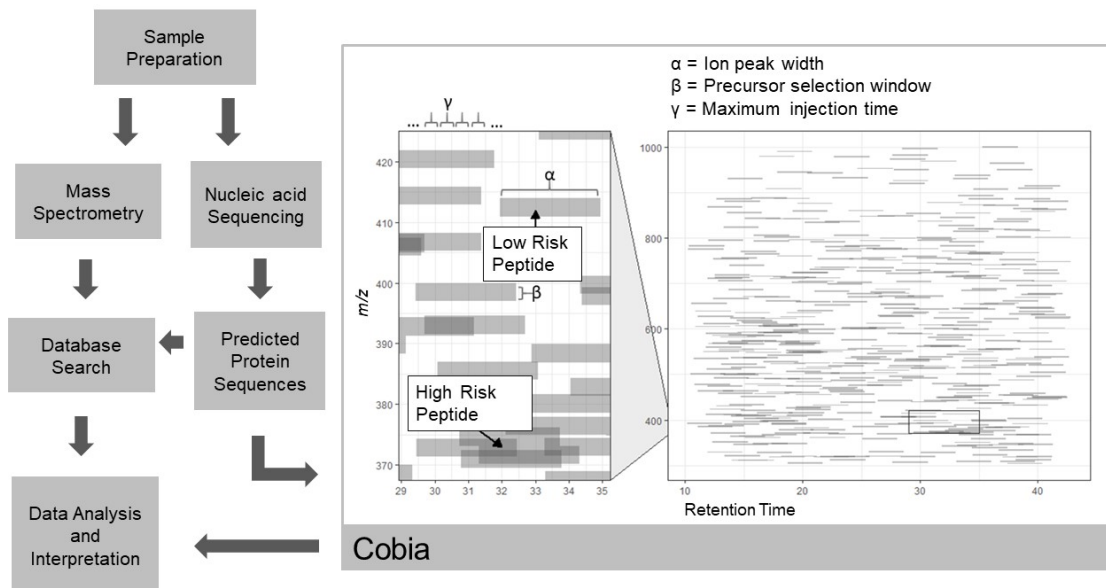 Sample
Preparation
Mass
Spectrometry
Nucleic acid
Sequencing
Database
Search
Predicted
Protein
Sequences
Data Analysis
and
Interpretation
α = Ion peak width
β = Precursor selection window
γ = Maximum injection time
γ
... ...
α
Low Risk
Peptide
β
High Risk
Peptide
m/z
420
410
400
390
380
370
29 30 31 32 33 34 35
1000
800
600
400
10 20 30 40
Retention Time
Cobia